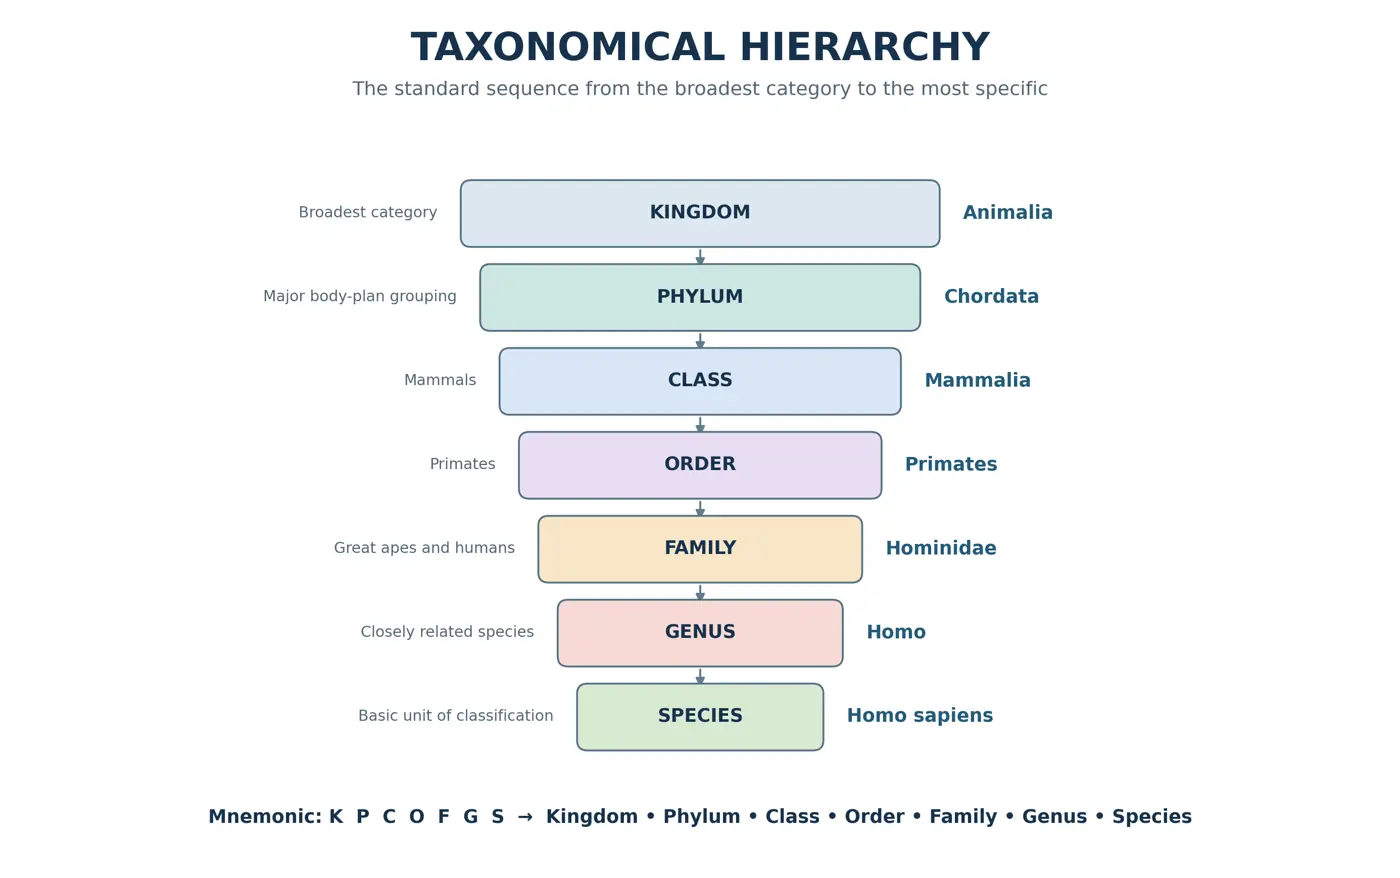 TAXONOMICAL HIERARCHY
The standard sequence from the broadest category to the most specific
Broadest category KINGDOM Animalia
Major body-plan grouping PHYLUM Chordata
Mammals CLASS Mammalia
Primates ORDER Primates
Great apes and humans FAMILY Hominidae
Closely related species GENUS Homo
Basic unit of classification SPECIES Homo sapiens
Mnemonic: K P C O F G S → Kingdom • Phylum • Class • Order • Family • Genus • Species